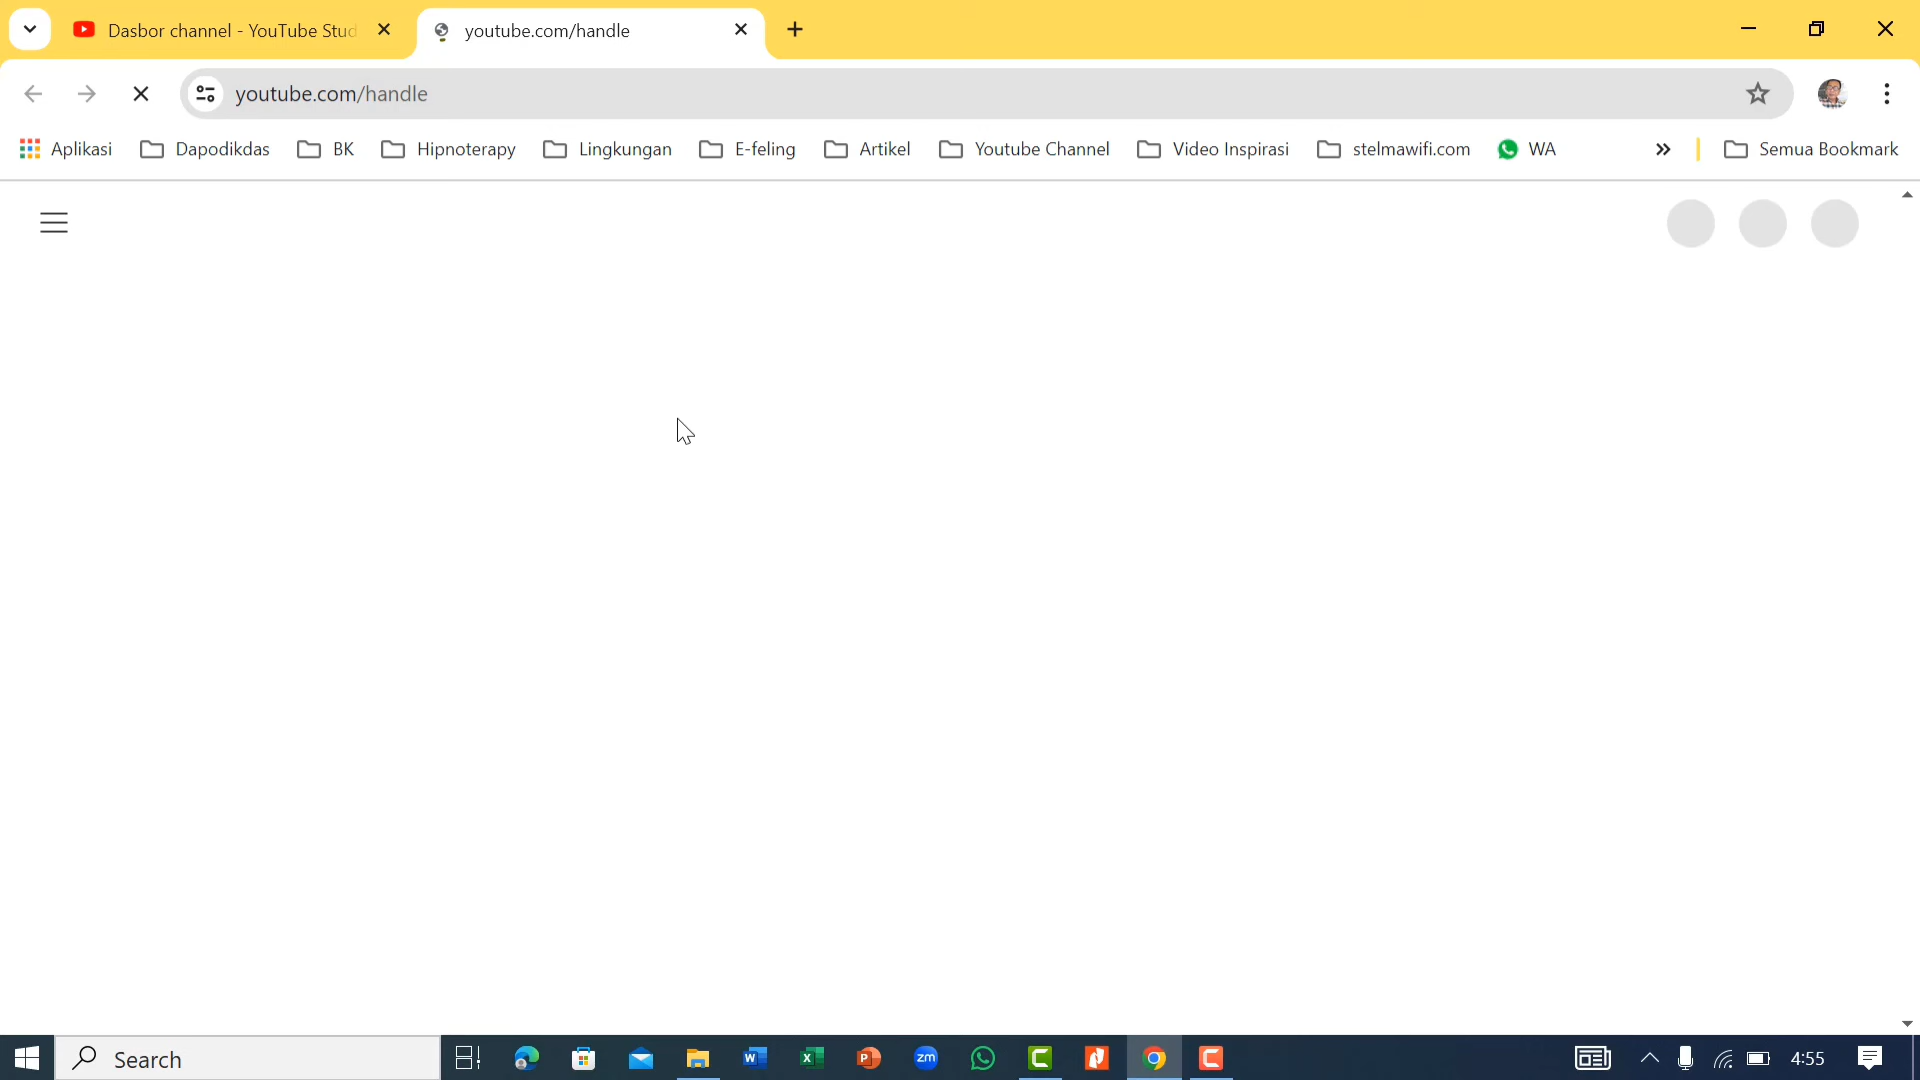 Dasbor channel - YouTube Stud
youtube.com/handle
youtube.com/handle
Aplikasi Dapodikdas BK Hipnoterapy Lingkungan E-feling Artikel Youtube Channel Video Inspirasi stelmawifi.com WA Semua Bookmark
Search
zm
4:55